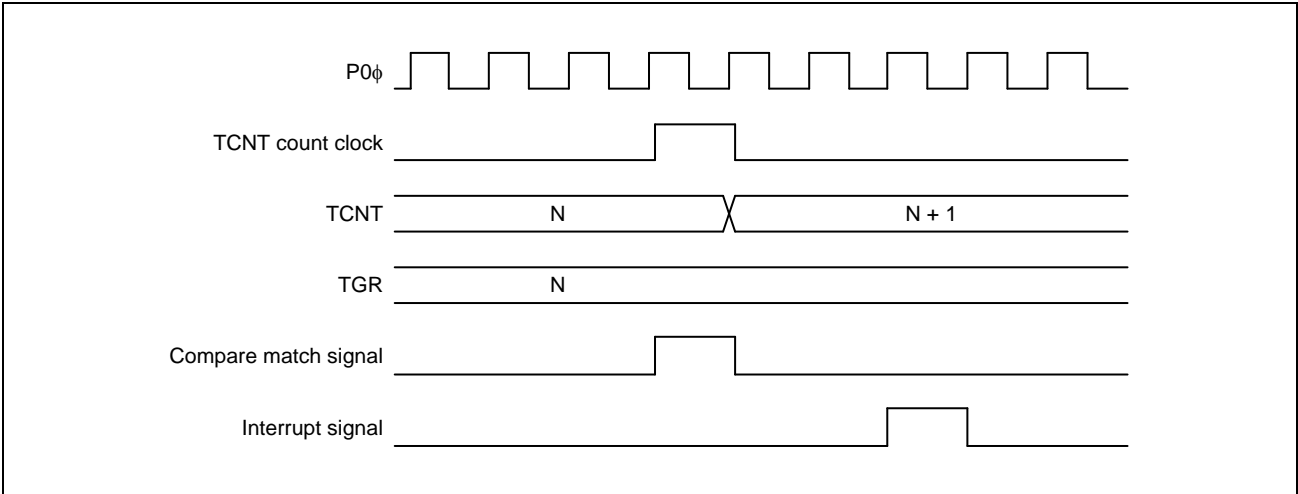 P0ϕ
TCNT count clock
TCNT N N + 1
TGR N
Compare match signal
Interrupt signal